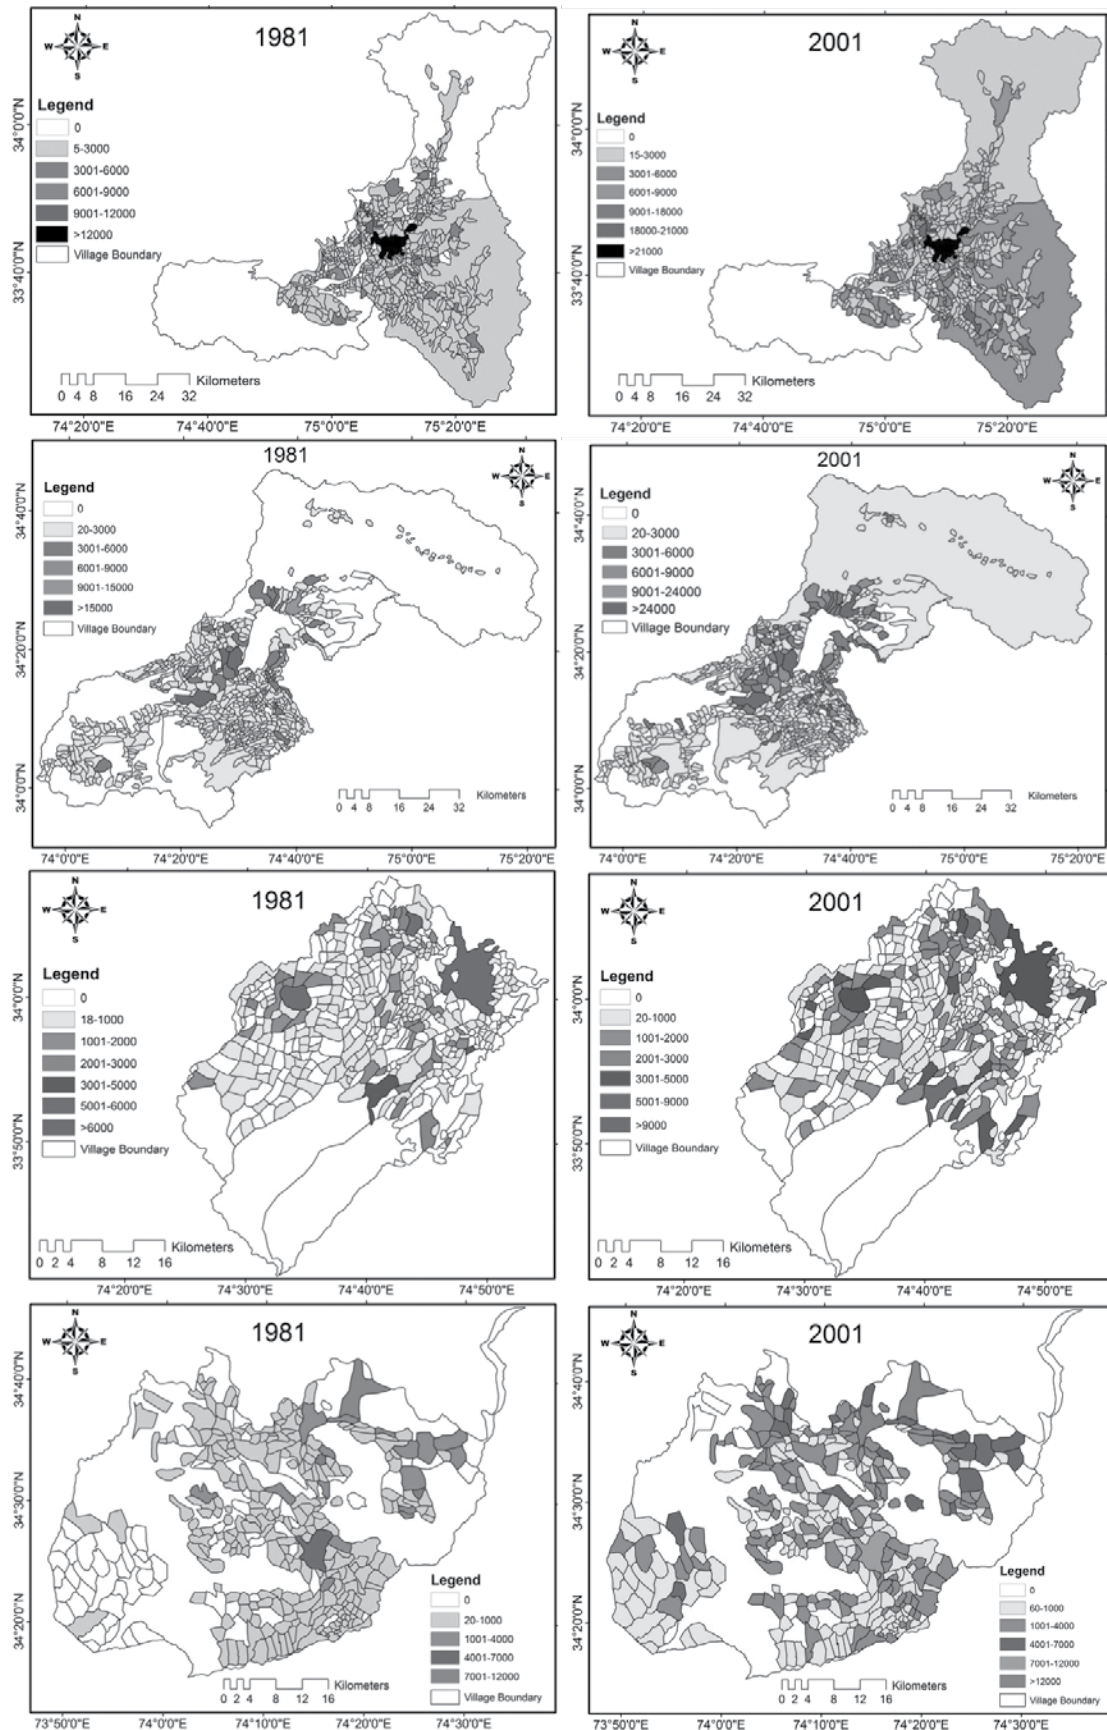 1981
N
W E
S
Legend
0
5-3000
3001-6000
6001-9000
9001-12000
>12000
Village Boundary
34°0'0"N
33°40'0"N
Kilometers
0 4 8 16 24 32
74°20'0"E 74°40'0"E 75°0'0"E 75°20'0"E
2001
N
W E
S
Legend
0
15-3000
3001-6000
6001-9000
9001-18000
18000-21000
>21000
Village Boundary
34°0'0"N
33°40'0"N
Kilometers
0 4 8 16 24 32
74°20'0"E 74°40'0"E 75°0'0"E 75°20'0"E
1981
N
W E
S
Legend
0
20-3000
3001-6000
6001-9000
9001-15000
>15000
Village Boundary
34°40'0"N
34°20'0"N
34°0'0"N
Kilometers
0 4 8 16 24 32
74°0'0"E 74°20'0"E 74°40'0"E 75°0'0"E 75°20'0"E
2001
N
W E
S
Legend
0
20-3000
3001-6000
6001-9000
9001-24000
>24000
Village Boundary
34°40'0"N
34°20'0"N
34°0'0"N
Kilometers
0 4 8 16 24 32
74°0'0"E 74°20'0"E 74°40'0"E 75°0'0"E 75°20'0"E
1981
N
W E
S
Legend
0
18-1000
1001-2000
2001-3000
3001-5000
5001-6000
>6000
Village Boundary
34°0'0"N
33°50'0"N
Kilometers
0 2 4 8 12 16
74°20'0"E 74°30'0"E 74°40'0"E 74°50'0"E
2001
N
W E
S
Legend
0
20-1000
1001-2000
2001-3000
3001-5000
5001-9000
>9000
Village Boundary
34°0'0"N
33°50'0"N
Kilometers
0 2 4 8 12 16
74°20'0"E 74°30'0"E 74°40'0"E 74°50'0"E
1981
N
W E
S
34°40'0"N
34°30'0"N
34°20'0"N
Legend
0
20-1000
1001-4000
4001-7000
7001-12000
Village Boundary
Kilometers
0 2 4 8 12 16
73°50'0"E 74°0'0"E 74°10'0"E 74°20'0"E 74°30'0"E
2001
N
W E
S
34°40'0"N
34°30'0"N
34°20'0"N
Legend
0
60-1000
1001-4000
4001-7000
7001-12000
>12000
Village Boundary
Kilometers
0 2 4 8 12 16
73°50'0"E 74°0'0"E 74°10'0"E 74°20'0"E 74°30'0"E